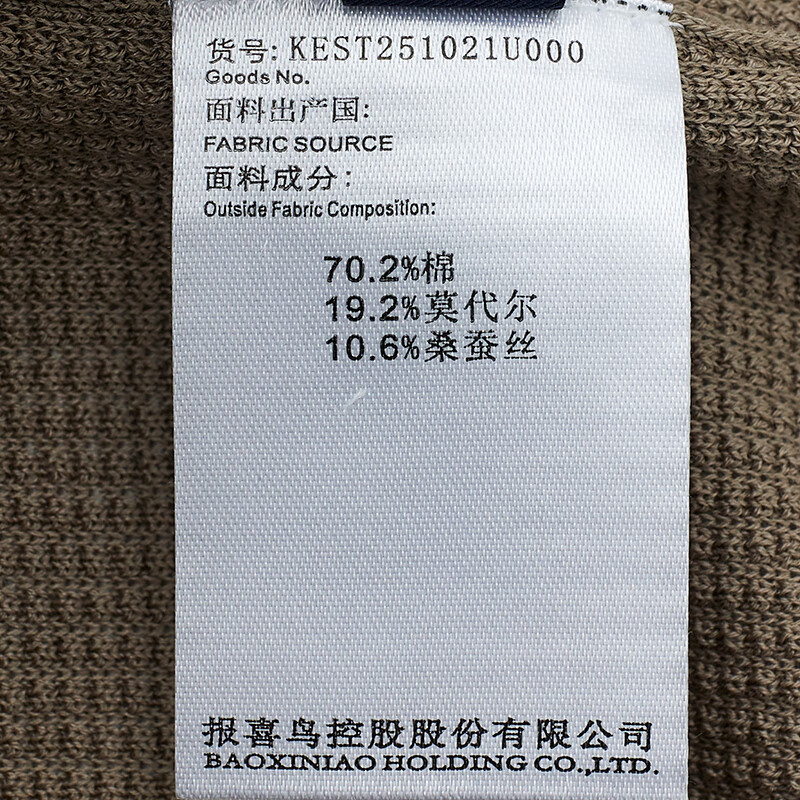 货号: KEST251021U000
Goods No.
面料出产国:
FABRIC SOURCE
面料成分:
Outside Fabric Composition:
70.2%棉
19.2%莫代尔
10.6%桑蚕丝
报喜鸟控股股份有限公司
BAOXINIAO HOLDING CO.,LTD.